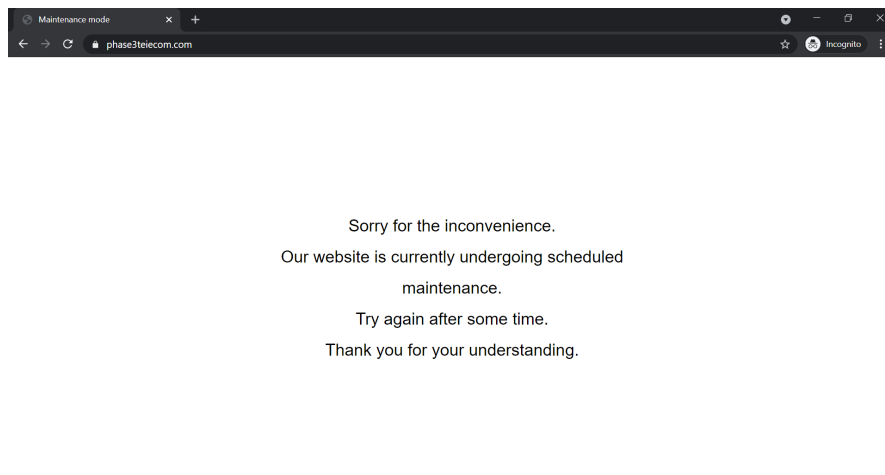 Maintenance mode
phase3teiecom.com
Incognito
Sorry for the inconvenience.
Our website is currently undergoing scheduled
maintenance.
Try again after some time.
Thank you for your understanding.